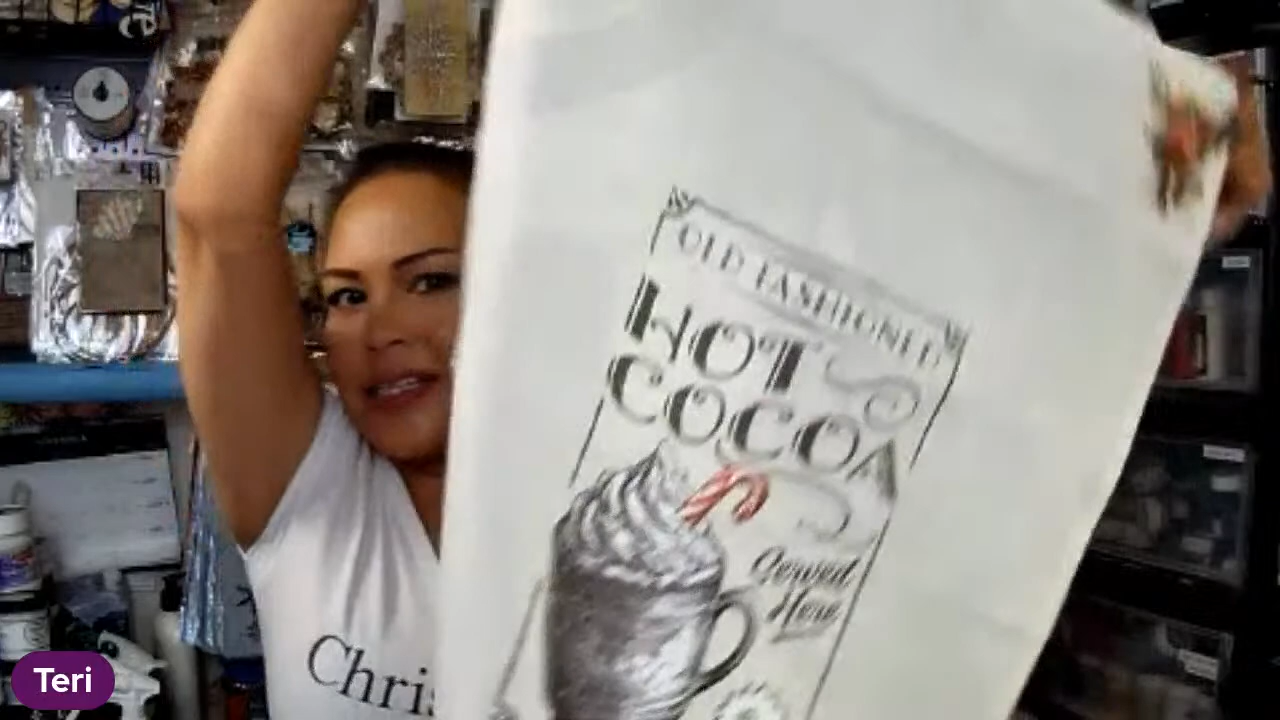 OLD FASHIONED
HOT
COCOA
Served
Here
Chris
Teri